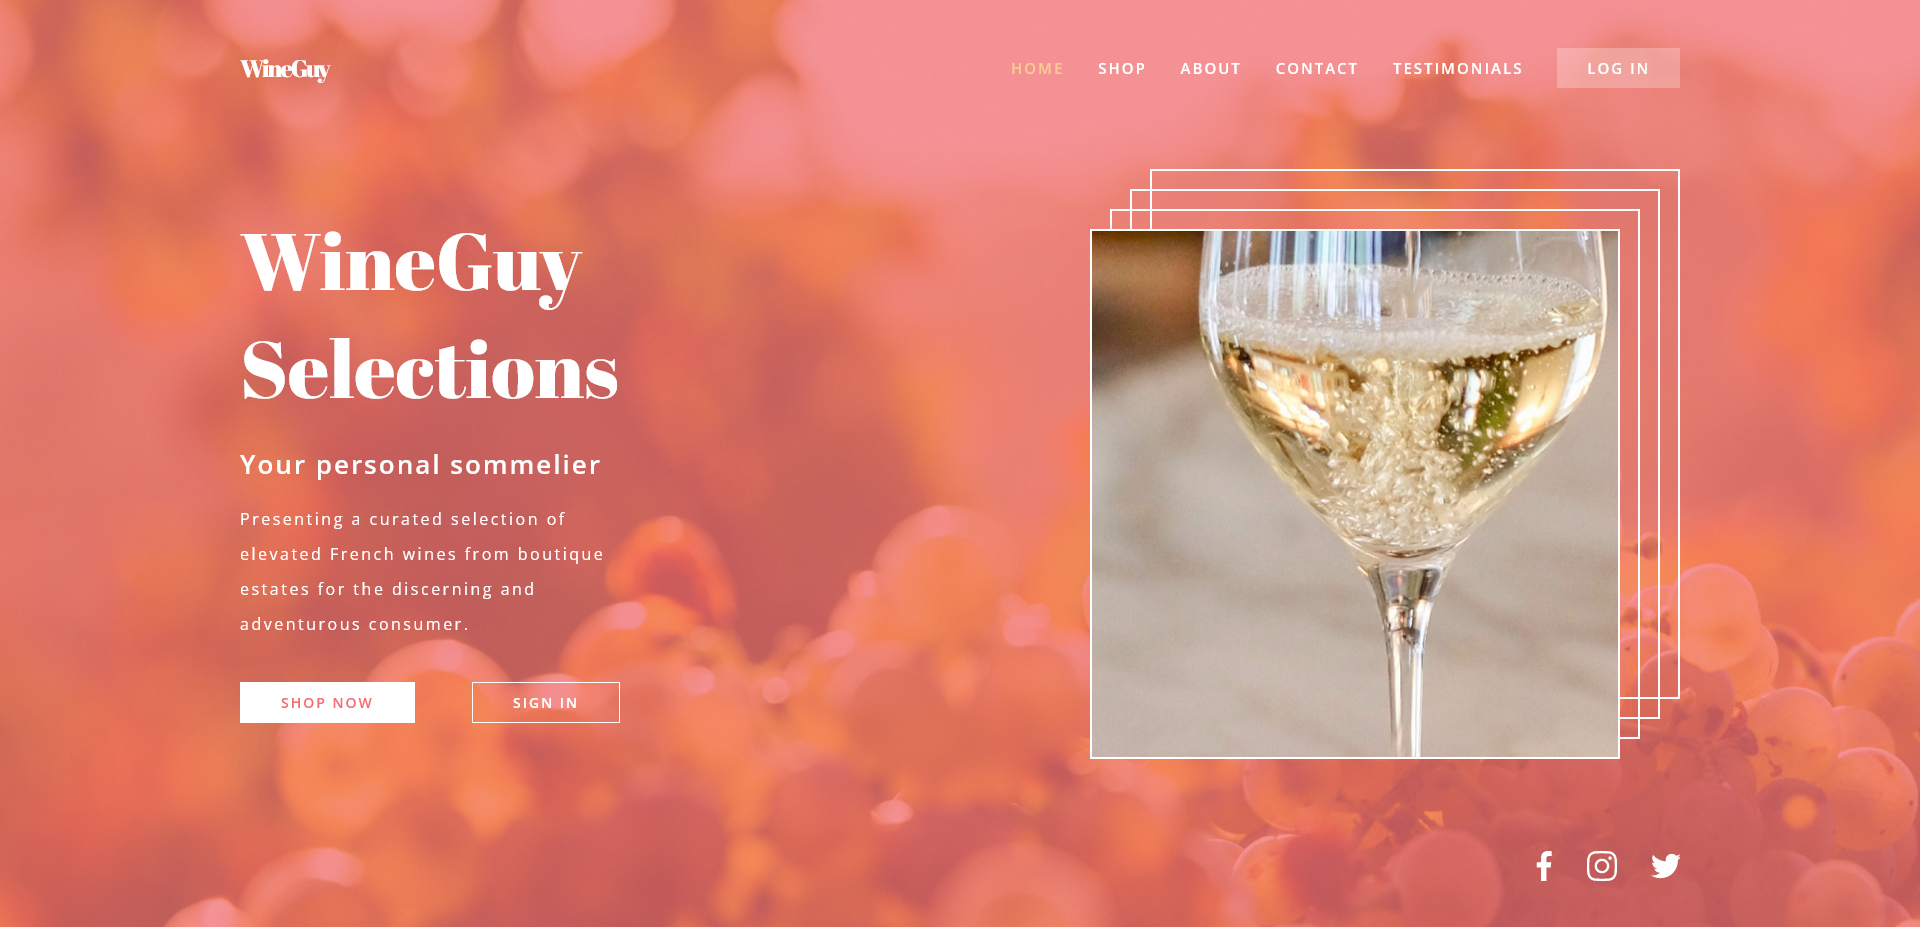 WineGuy
HOME SHOP ABOUT CONTACT TESTIMONIALS LOG IN
WineGuy
Selections
Your personal sommelier
Presenting a curated selection of
elevated French wines from boutique
estates for the discerning and
adventurous consumer.
SHOP NOW SIGN IN